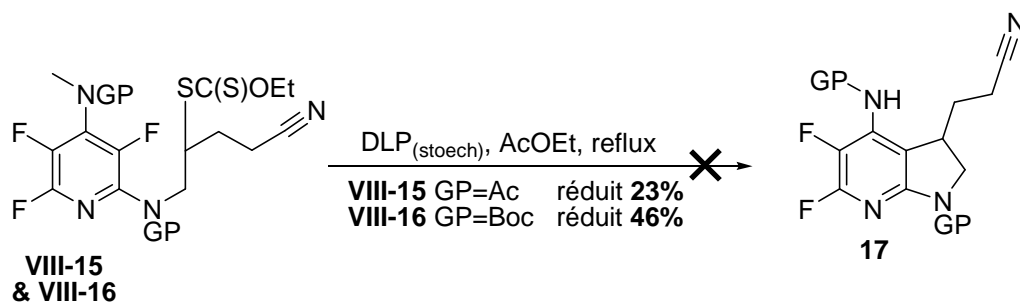 N
GP
N
SC(S)OEt
N
GP
NH
F
F
F
N
N
GP
F
F
N
N
GP
DLP(stoech), AcOEt, reflux
VIII-15 GP=Ac réduit 23%
VIII-16 GP=Boc réduit 46%
VIII-15
& VIII-16
17